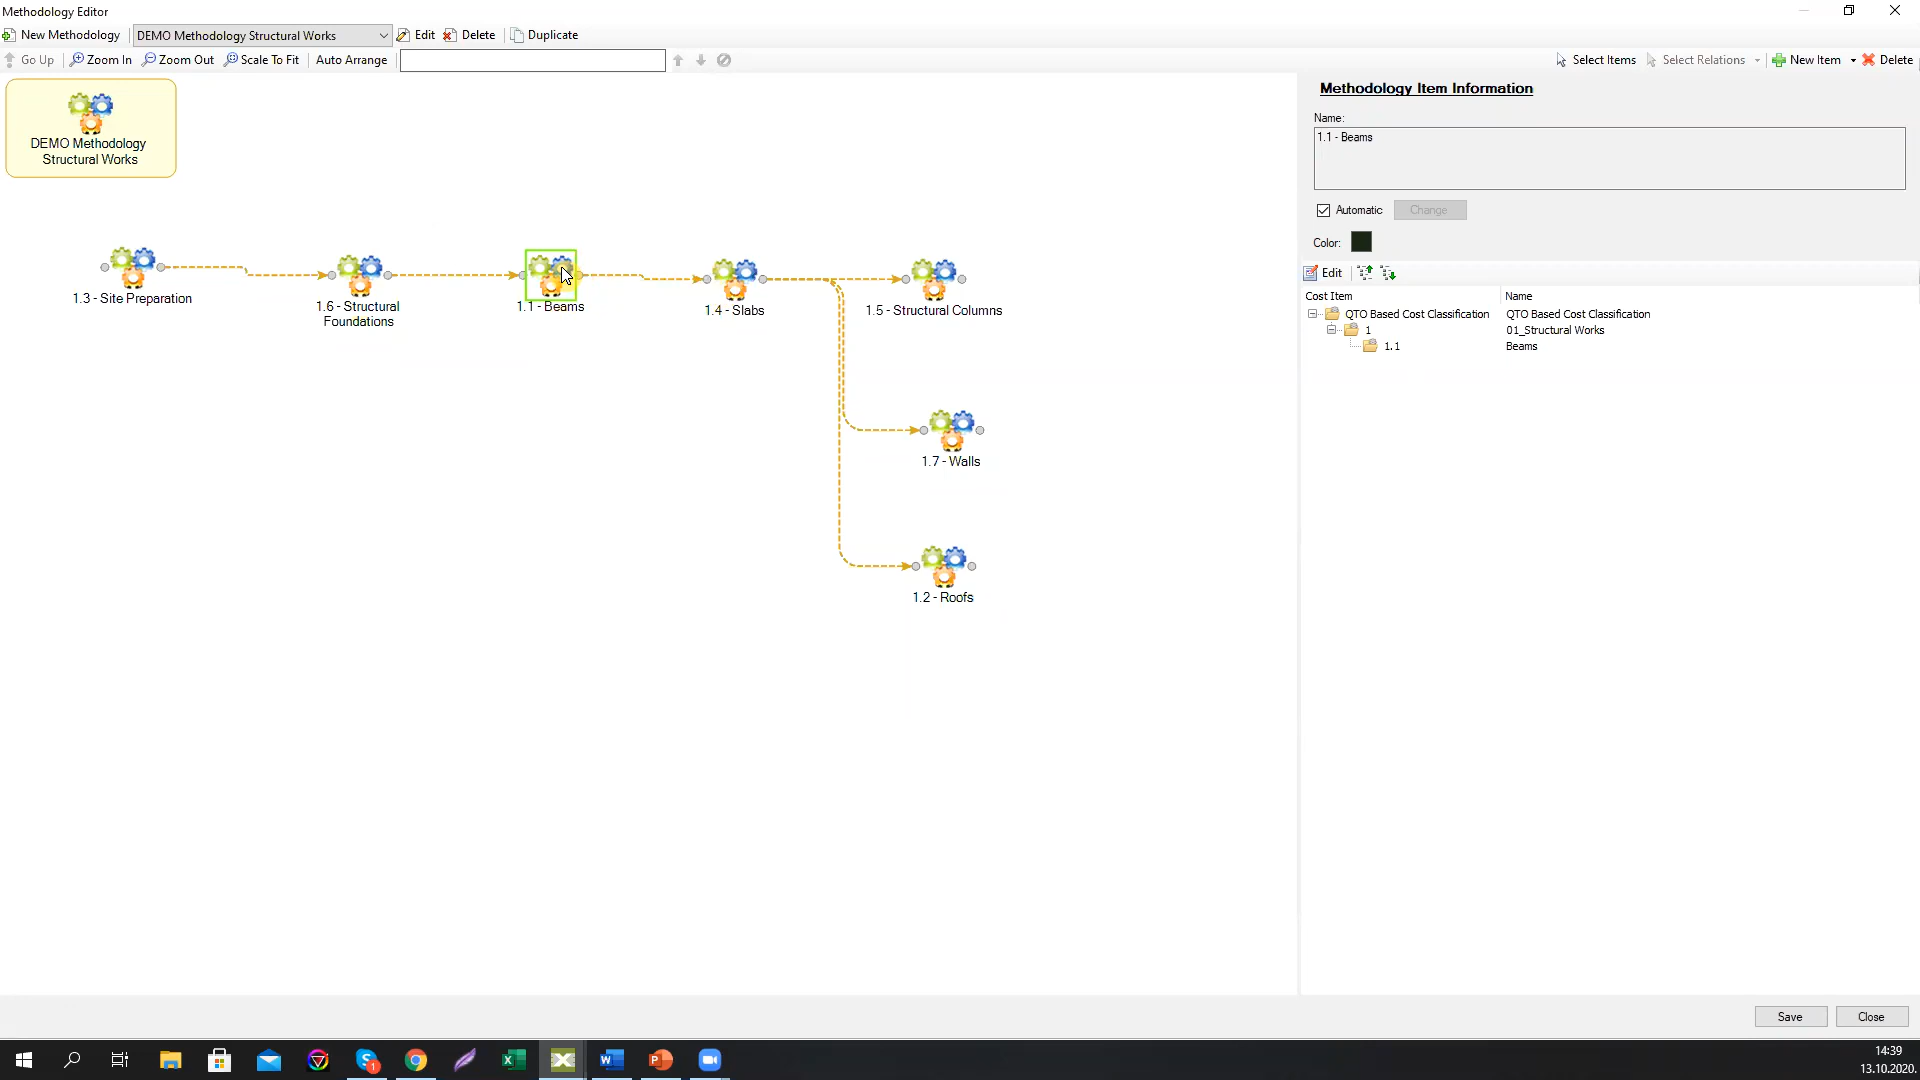 Methodology Editor
New Methodology DEMO Methodology Structural Works Edit Delete Duplicate
Go Up Zoom In Zoom Out Scale To Fit Auto Arrange Select Items Select Relations New Item Delete
DEMO Methodology
Structural Works
1.3 - Site Preparation
1.6 - Structural
Foundations
1.1 - Beams
1.4 - Slabs
1.5 - Structural Columns
1.7 - Walls
1.2 - Roofs
Methodology Item Information
Name:
1.1 - Beams
Automatic Change
Color:
Edit
Cost Item Name
QTO Based Cost Classification QTO Based Cost Classification
1 01_Structural Works
1.1 Beams
Save Close
14:39
13.10.2020.